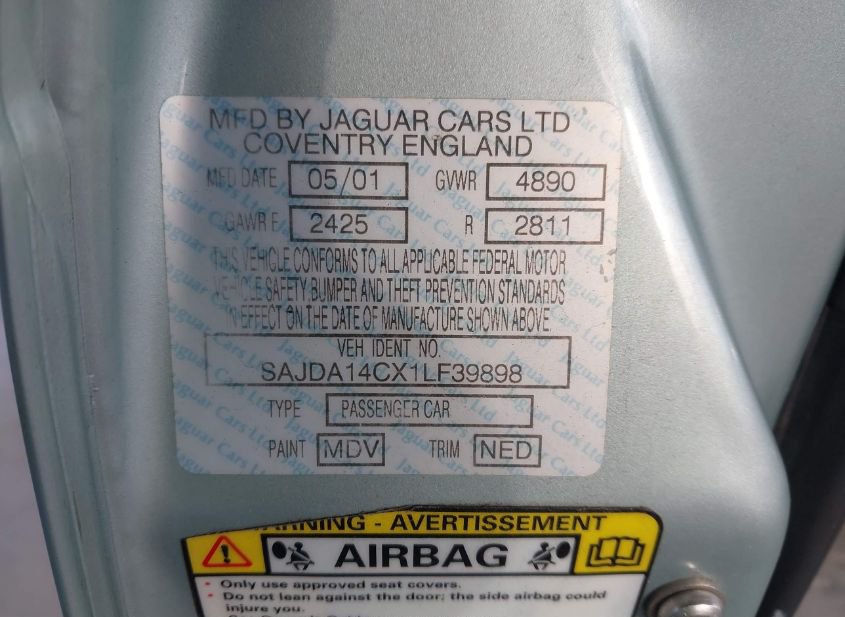 MFD BY JAGUAR CARS LTD
COVENTRY ENGLAND
MFD DATE 05/01 GVWR 4890
GAWR F 2425 R 2811
THIS VEHICLE CONFORMS TO ALL APPLICABLE FEDERAL MOTOR
VEHICLE SAFETY BUMPER AND THEFT PREVENTION STANDARDS
IN EFFECT ON THE DATE OF MANUFACTURE SHOWN ABOVE
VEH IDENT NO.
SAJDA14CX1LF39898
TYPE PASSENGER CAR
PAINT MDV TRIM NED
WARNING - AVERTISSEMENT
AIRBAG
• Only use approved seat covers.
• Do not lean against the door; the side airbag could
injure you.